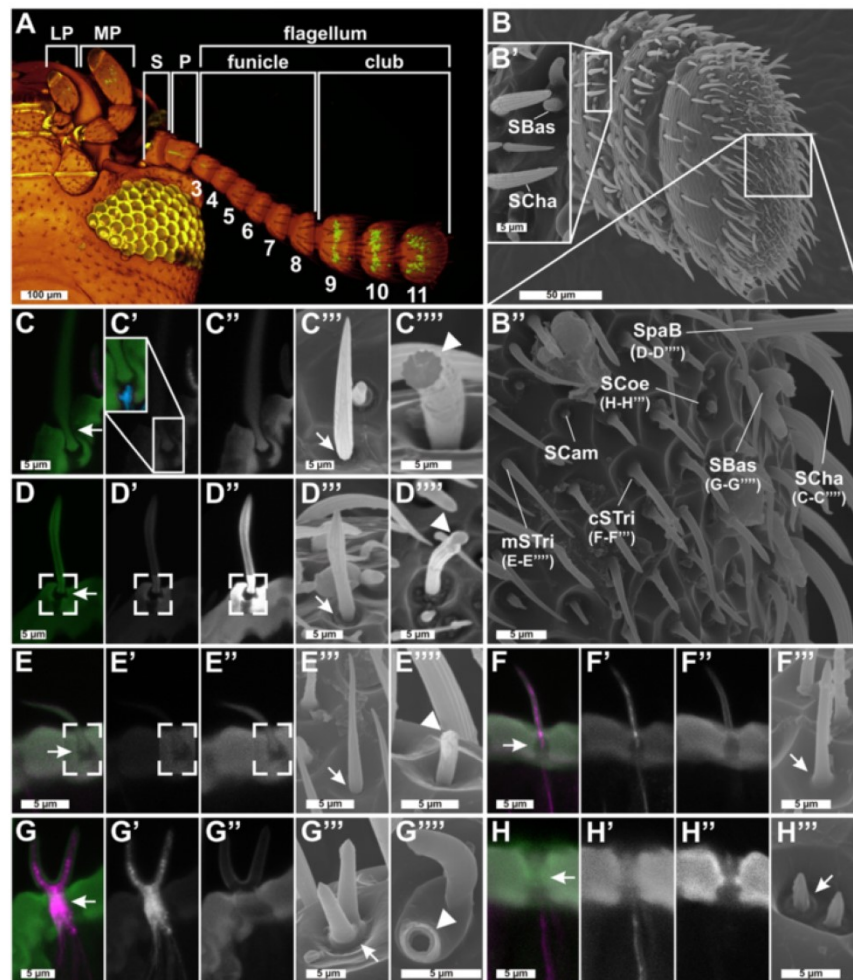 A
LP MP
S P
flagellum
funicle club
3
4
5
6
7
8
9
10
11
100 µm
B
B'
SBas
SCha
5 µm
50 µm
B''
SpaB
(D-D'''')
SCoe
(H-H''')
SCam
SBas
(G-G'''')
SCha
(C-C'''')
mSTri
(E-E'''')
cSTri
(F-F''')
5 µm
C C' C'' C''' C''''
5 µm 5 µm 5 µm
D D' D'' D''' D''''
5 µm 5 µm 5 µm
E E' E'' E''' E''''
5 µm 5 µm 5 µm
F F' F'' F'''
5 µm 5 µm
G G' G'' G''' G''''
5 µm 5 µm 5 µm
H H' H'' H'''
5 µm 5 µm